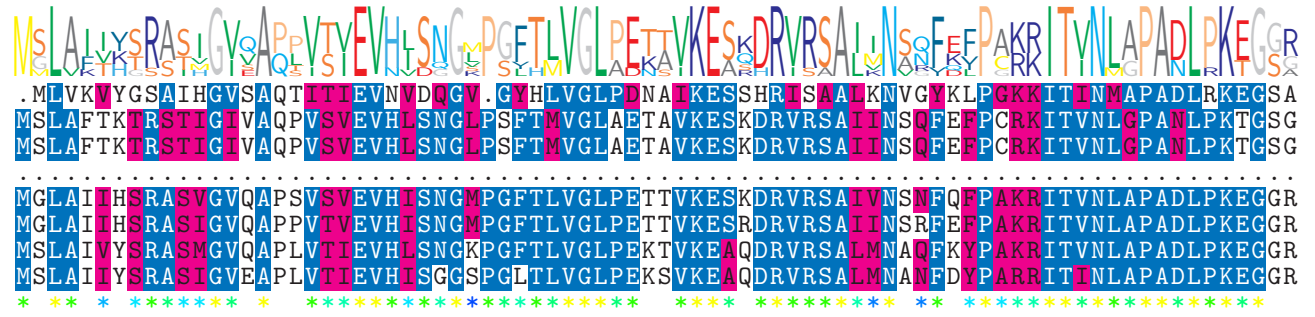 .MLVKVYGSAIHGVSAQTITIEVNVDQGV.GYHLVGLPDNAIKESSHRISAALKNVGYKLPGKKITINMAPADLRKEGSA
MSLAFTKTRSTIGIVAQPVSVEVHLSNGLPSFTMVGLAETAVKESKDRVRSAIINSQFEFPCRKITVNLGPANLPKTGSG
MSLAFTKTRSTIGIVAQPVSVEVHLSNGLPSFTMVGLAETAVKESKDRVRSAIINSQFEFPCRKITVNLGPANLPKTGSG
................................................................................
MGLAIIHSRASVGVQAPSVSVEVHISNGMPGFTLVGLPETTVKESKDRVRSAIVNSNFQFPAKRITVNLAPADLPKEGGR
MGLAIIHSRASIGVQAPPVTVEVHISNGMPGFTLVGLPETTVKESRDRVRSAIINSRFEFPAKRITVNLAPADLPKEGGR
MSLAIVYSRASMGVQAPLVTIEVHLSNGKPGFTLVGLPEKTVKEAQDRVRSALMNAQFKYPAKRITVNLAPADLPKEGGR
MSLAIIYSRASIGVEAPLVTIEVHISGGSPGLTLVGLPEKSVKEAQDRVRSALMNANFDYPARRITINLAPADLPKEGGR